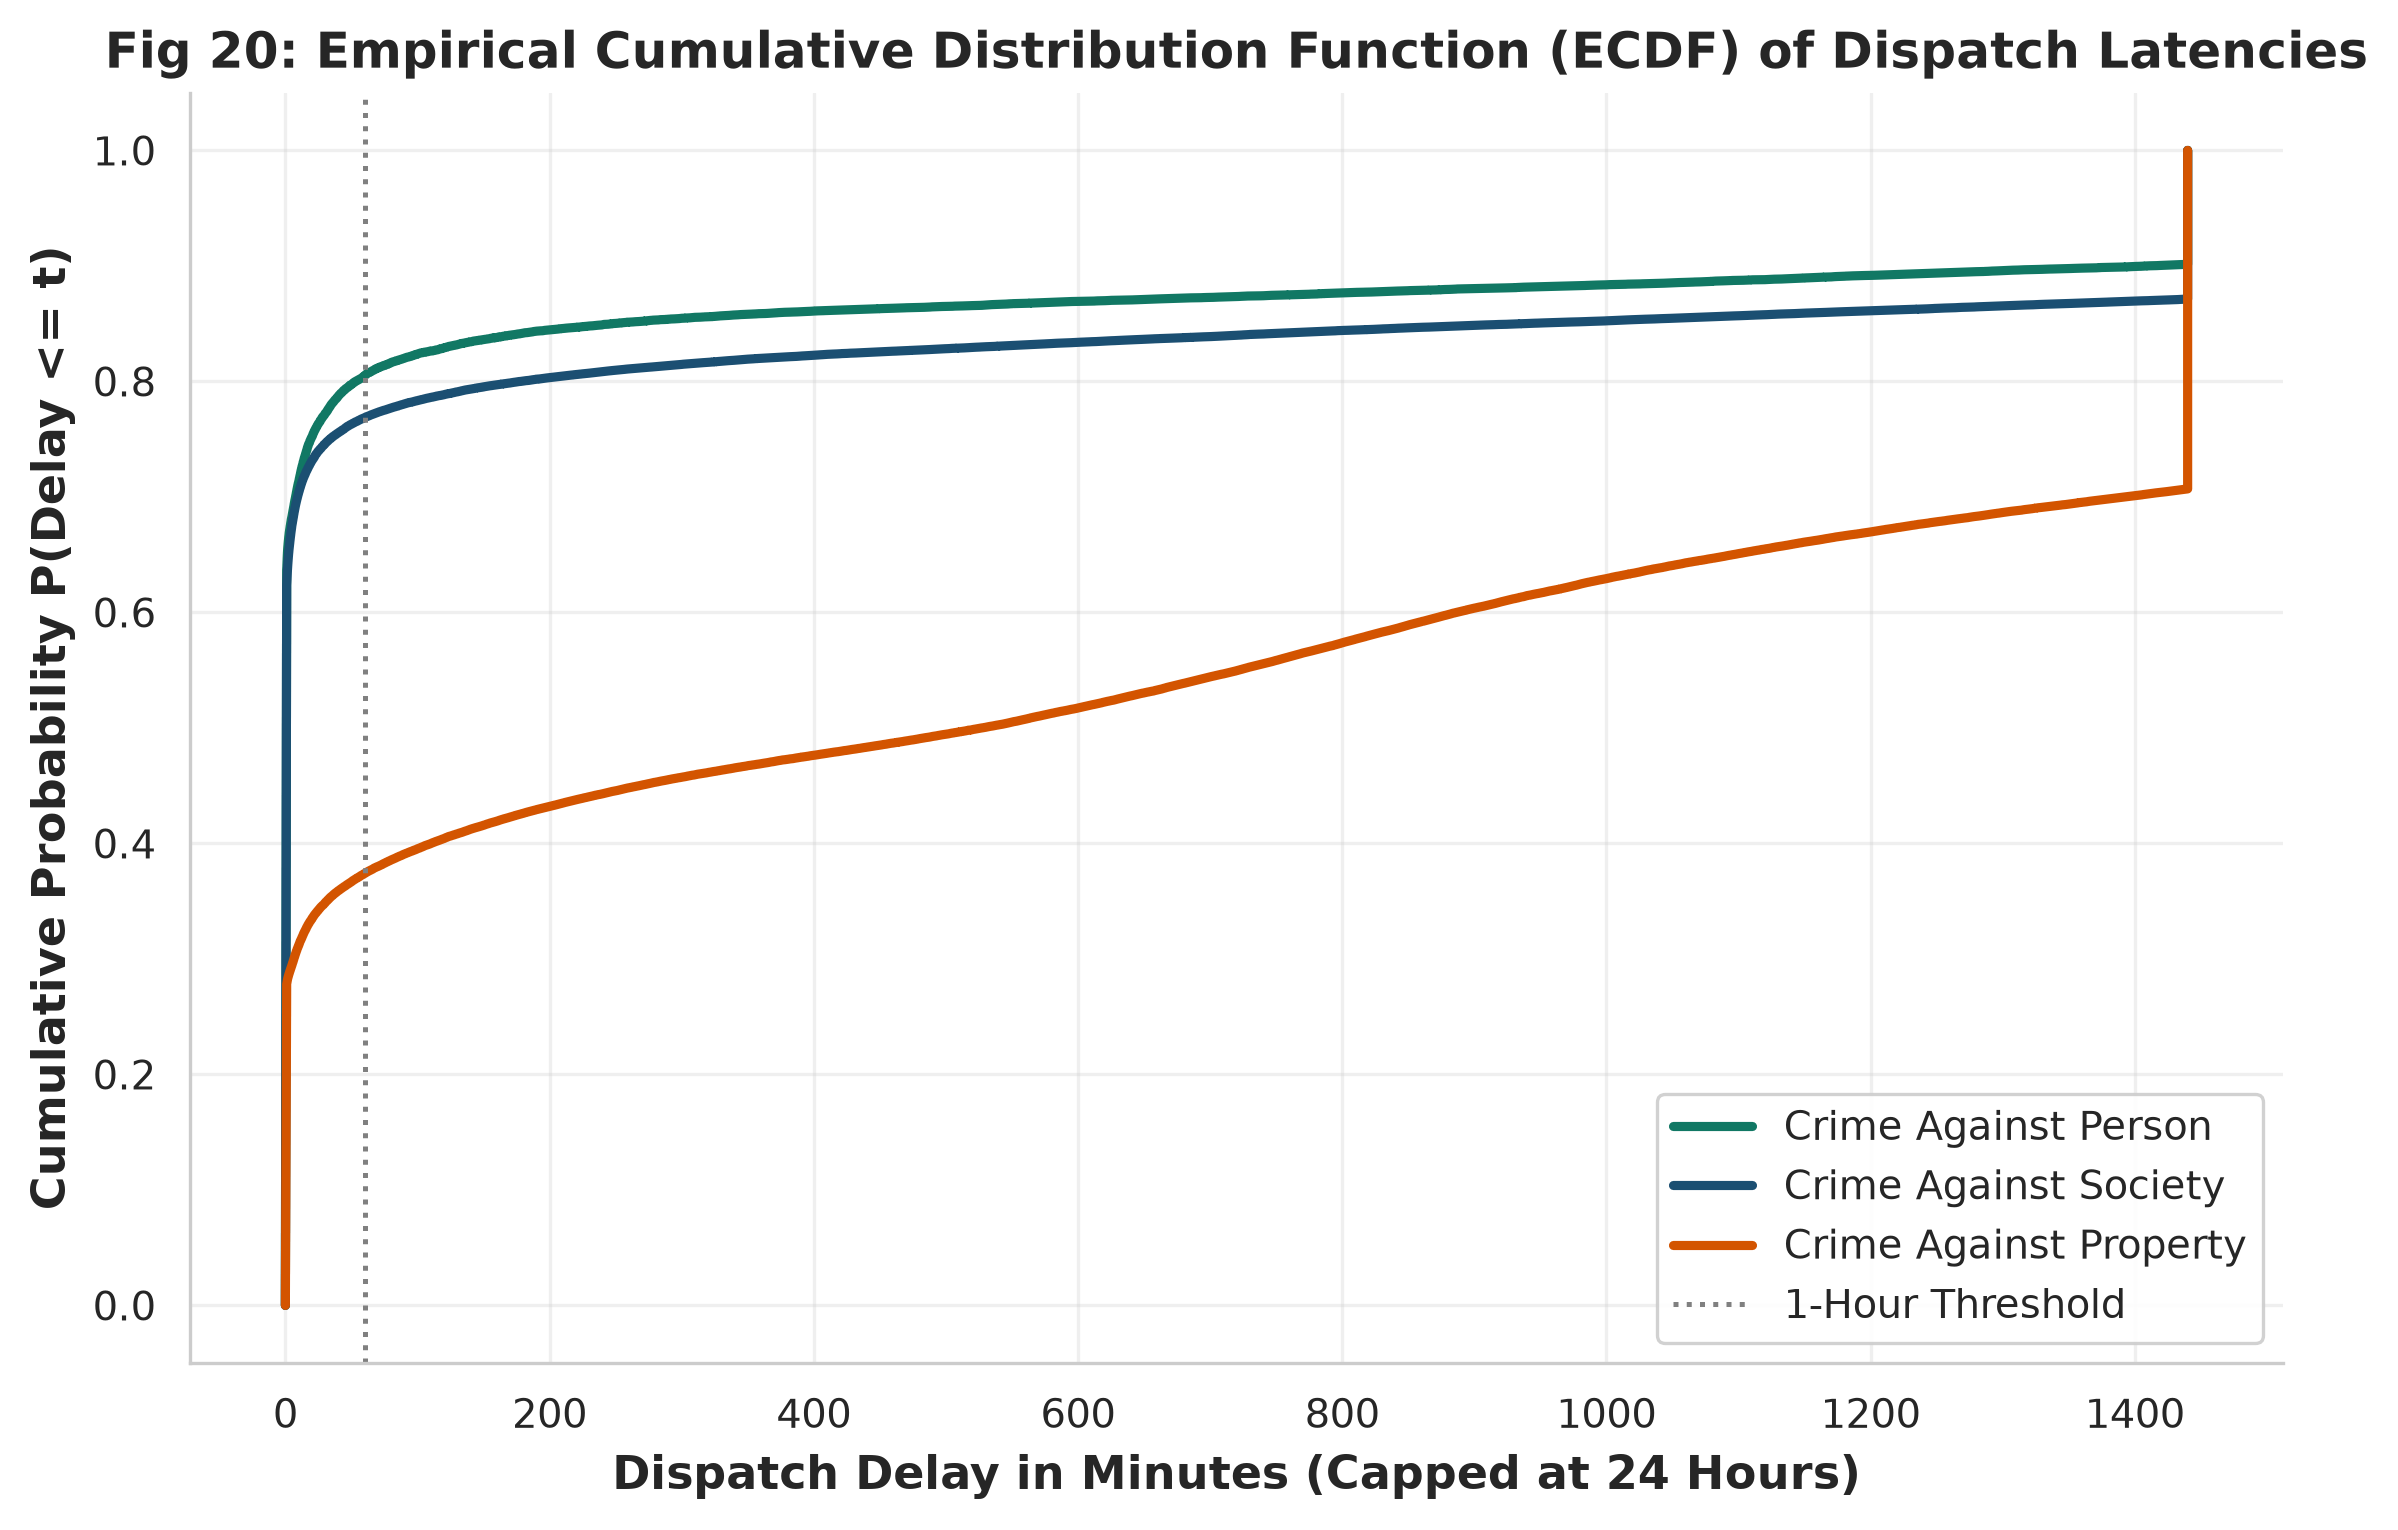 Fig 20: Empirical Cumulative Distribution Function (ECDF) of Dispatch Latencies
Cumulative Probability P(Delay <= t)
1.0
0.8
0.6
0.4
0.2
0.0
Crime Against Person
Crime Against Society
Crime Against Property
1-Hour Threshold
0 200 400 600 800 1000 1200 1400
Dispatch Delay in Minutes (Capped at 24 Hours)